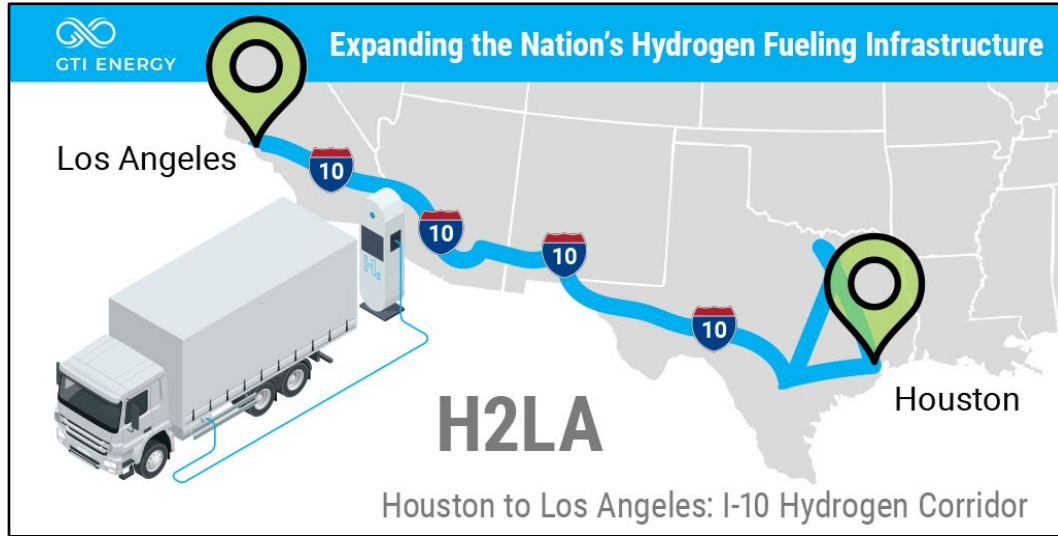 GTI ENERGY
Expanding the Nation's Hydrogen Fueling Infrastructure
Los Angeles
10
10
10
10
H₂
Houston
H2LA
Houston to Los Angeles: I-10 Hydrogen Corridor